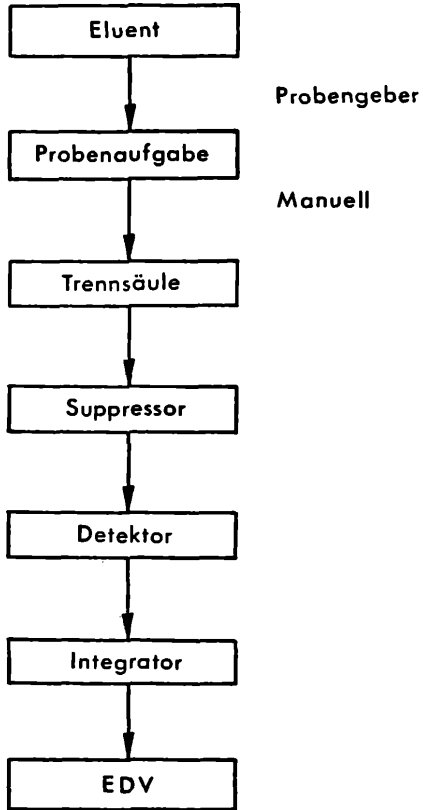 Eluent
Probengeber
Probenaufgabe
Manuell
Trennsäule
Suppressor
Detektor
Integrator
EDV